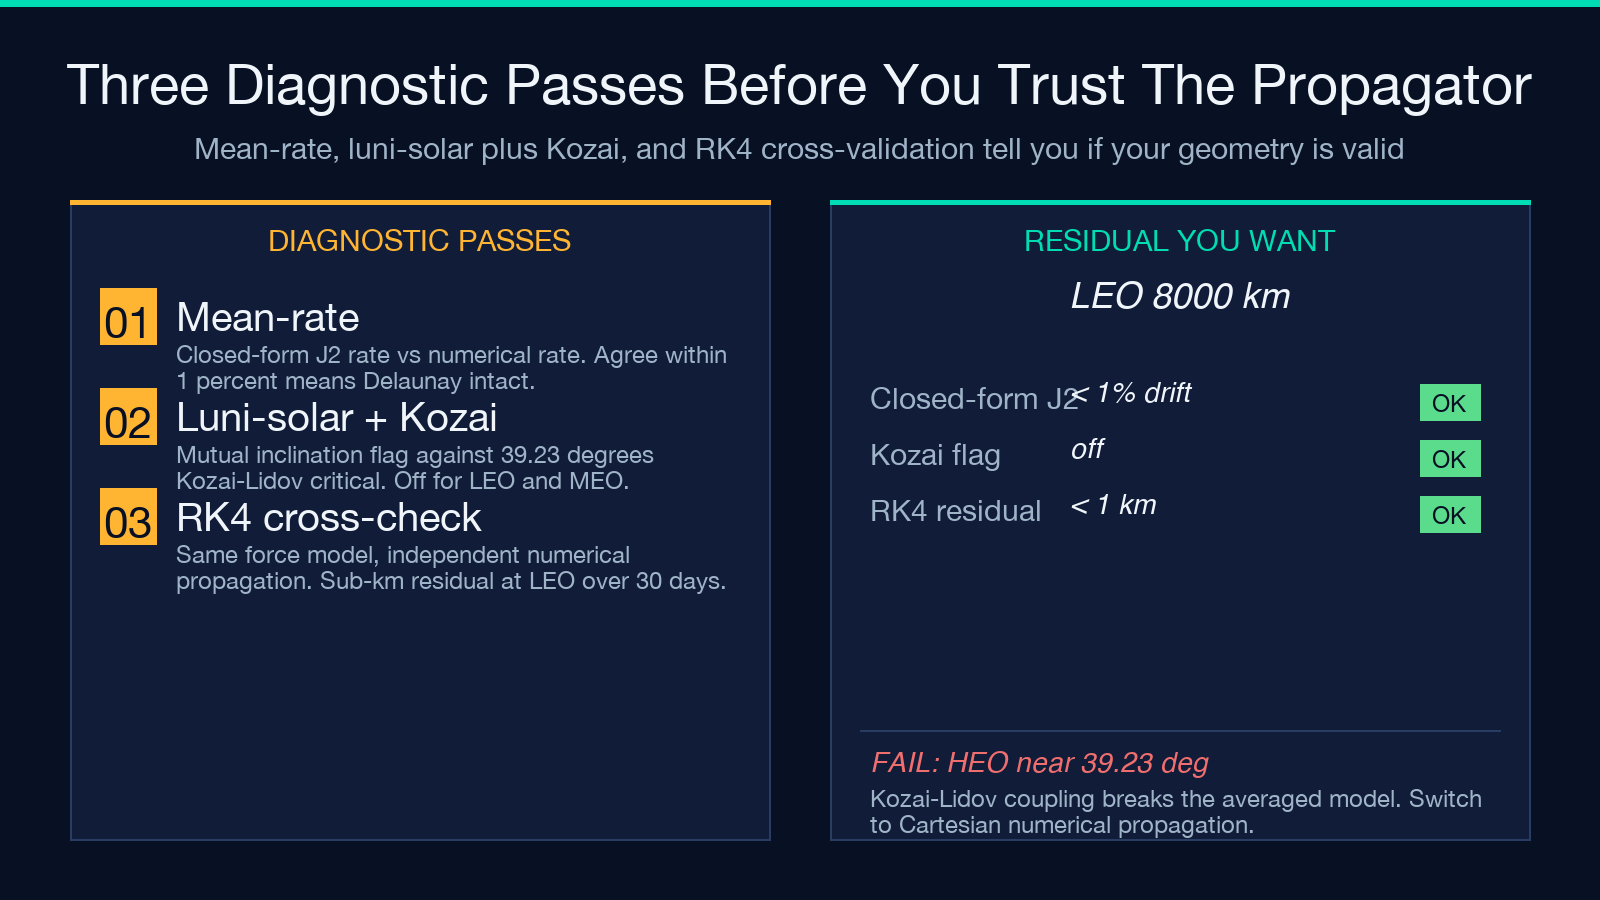 Three Diagnostic Passes Before You Trust The Propagator
Mean-rate, luni-solar plus Kozai, and RK4 cross-validation tell you if your geometry is valid
DIAGNOSTIC PASSES
01
Mean-rate
Closed-form J2 rate vs numerical rate. Agree within
1 percent means Delaunay intact.
02
Luni-solar + Kozai
Mutual inclination flag against 39.23 degrees
Kozai-Lidov critical. Off for LEO and MEO.
03
RK4 cross-check
Same force model, independent numerical
propagation. Sub-km residual at LEO over 30 days.
RESIDUAL YOU WANT
LEO 8000 km
Closed-form J2 < 1% drift OK
Kozai flag off OK
RK4 residual < 1 km OK
FAIL: HEO near 39.23 deg
Kozai-Lidov coupling breaks the averaged model. Switch
to Cartesian numerical propagation.